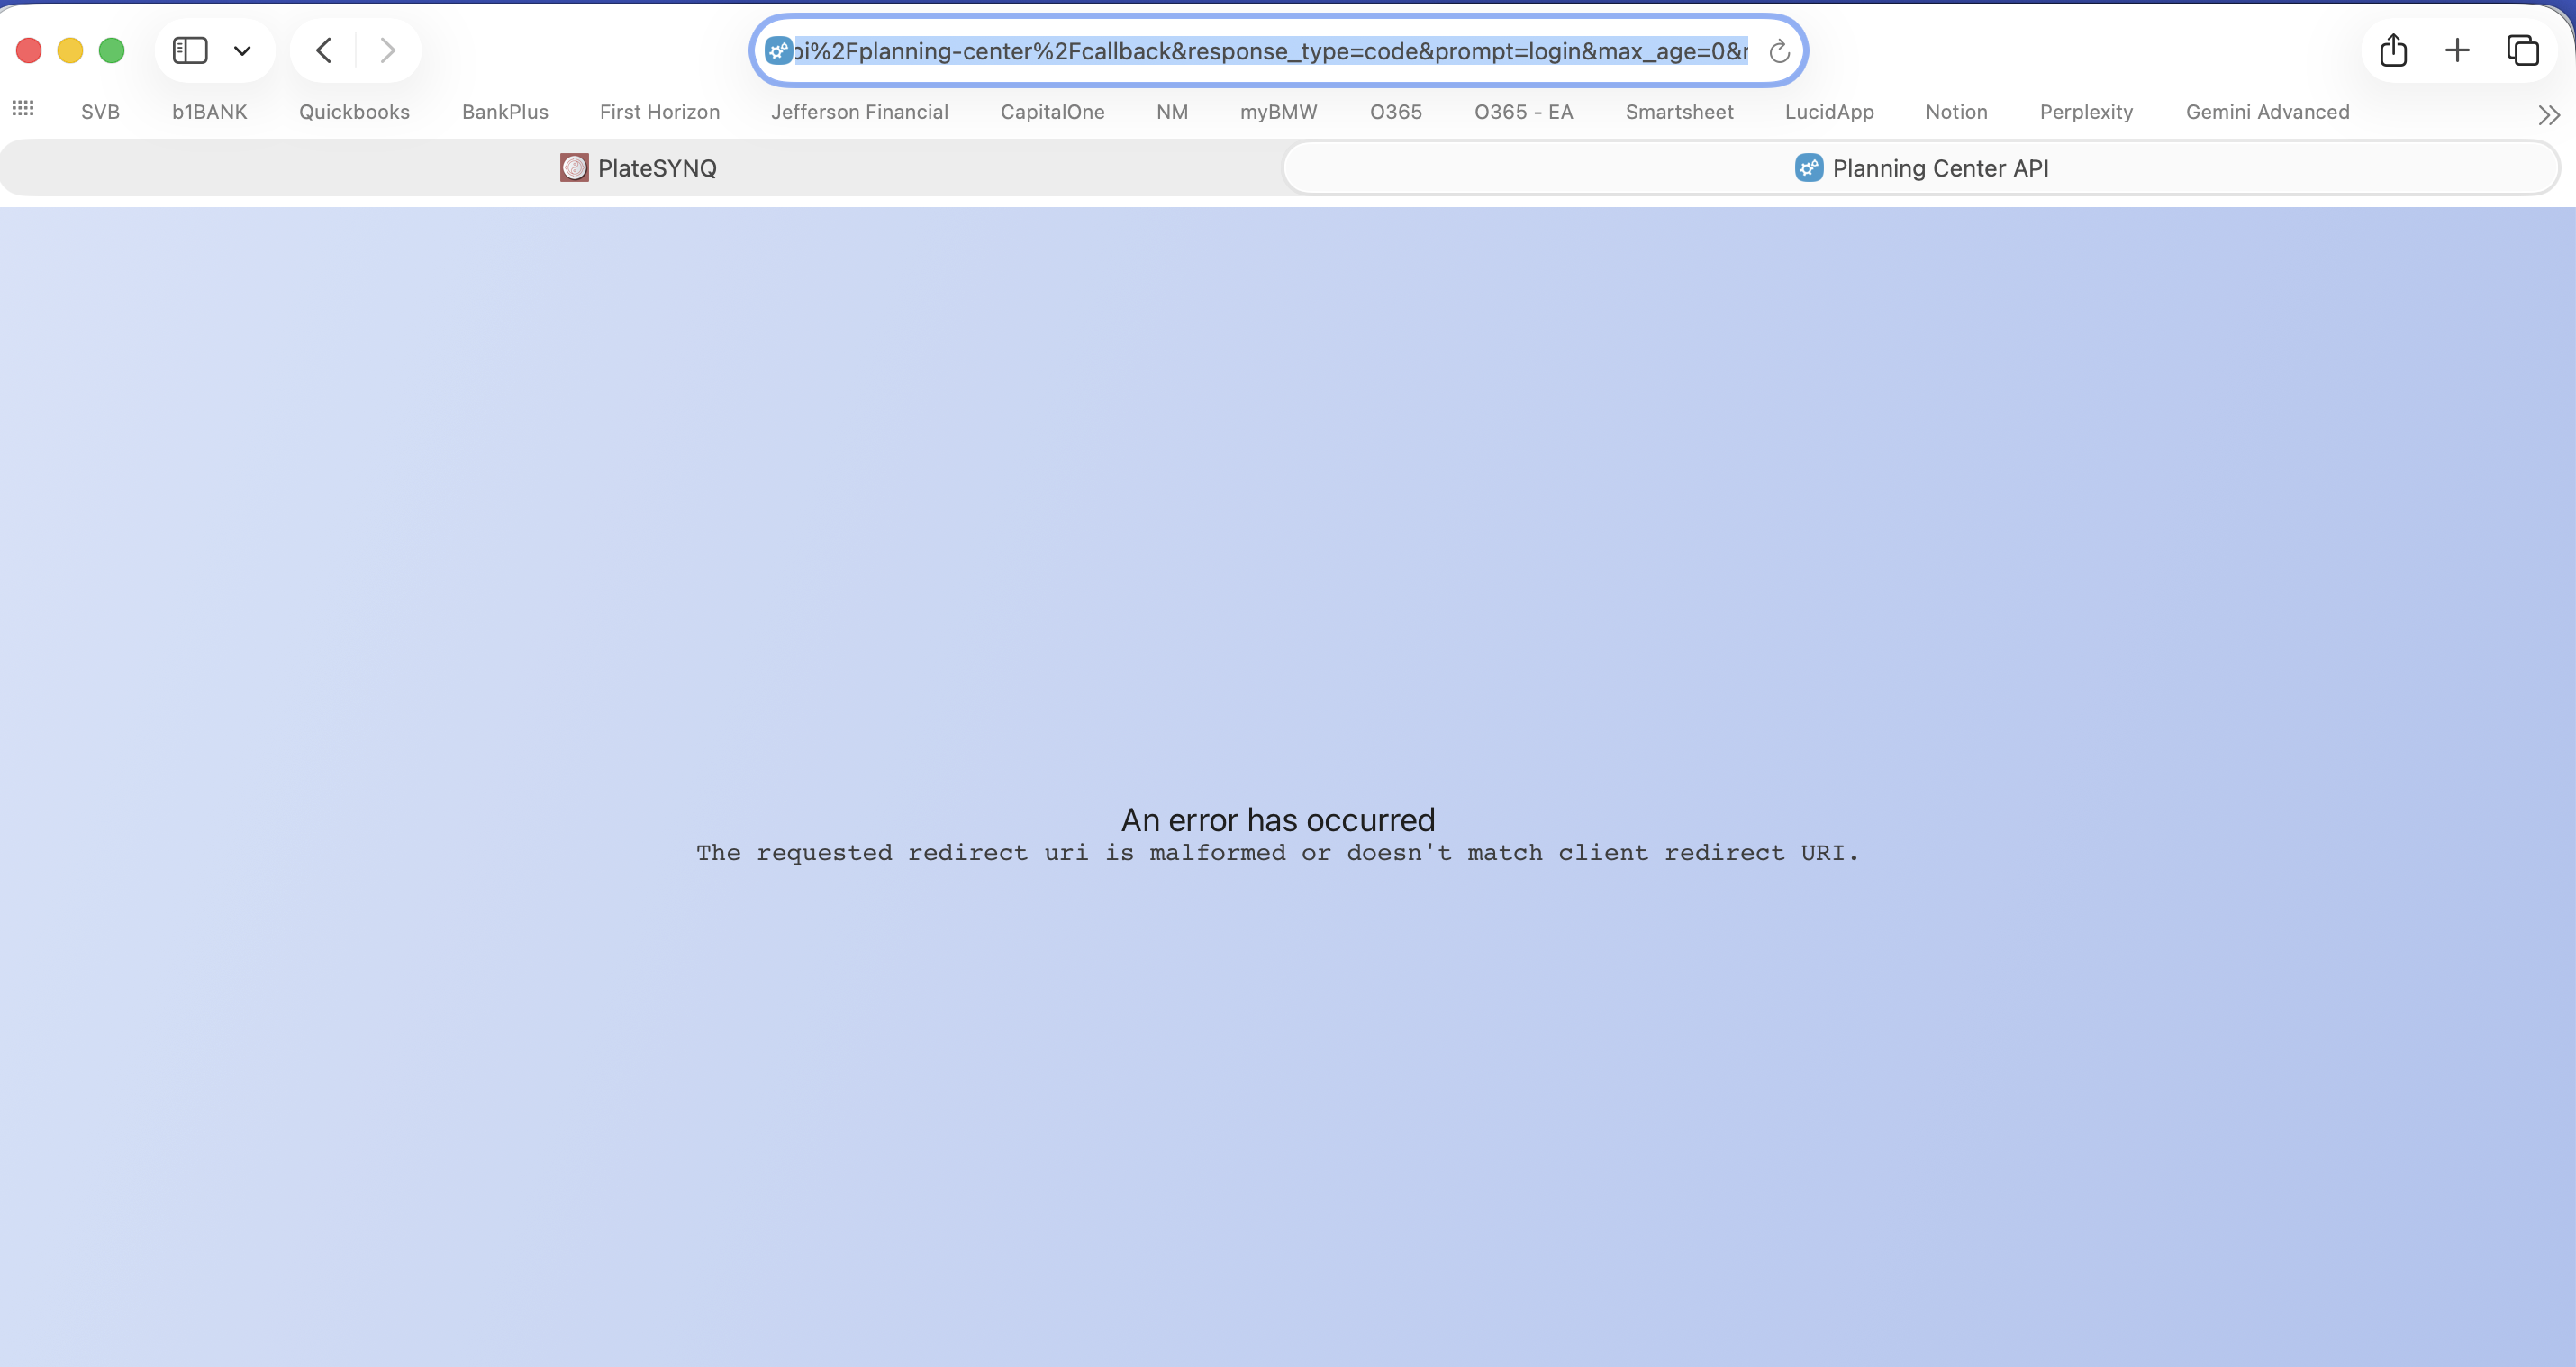 pi%2Fplanning-center%2Fcallback&response_type=code&prompt=login&max_age=0&r
SVB b1BANK Quickbooks BankPlus First Horizon Jefferson Financial CapitalOne NM myBMW O365 O365 - EA Smartsheet LucidApp Notion Perplexity Gemini Advanced
PlateSYNQ Planning Center API
An error has occurred
The requested redirect uri is malformed or doesn't match client redirect URI.